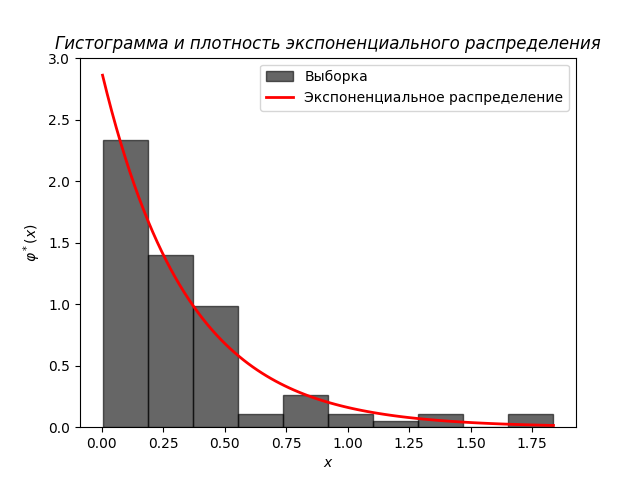 Гистограмма и плотность экспоненциального распределения
Выборка
Экспоненциальное распределение
φ*(x)
3.0
2.5
2.0
1.5
1.0
0.5
0.0
0.00 0.25 0.50 0.75 1.00 1.25 1.50 1.75
x